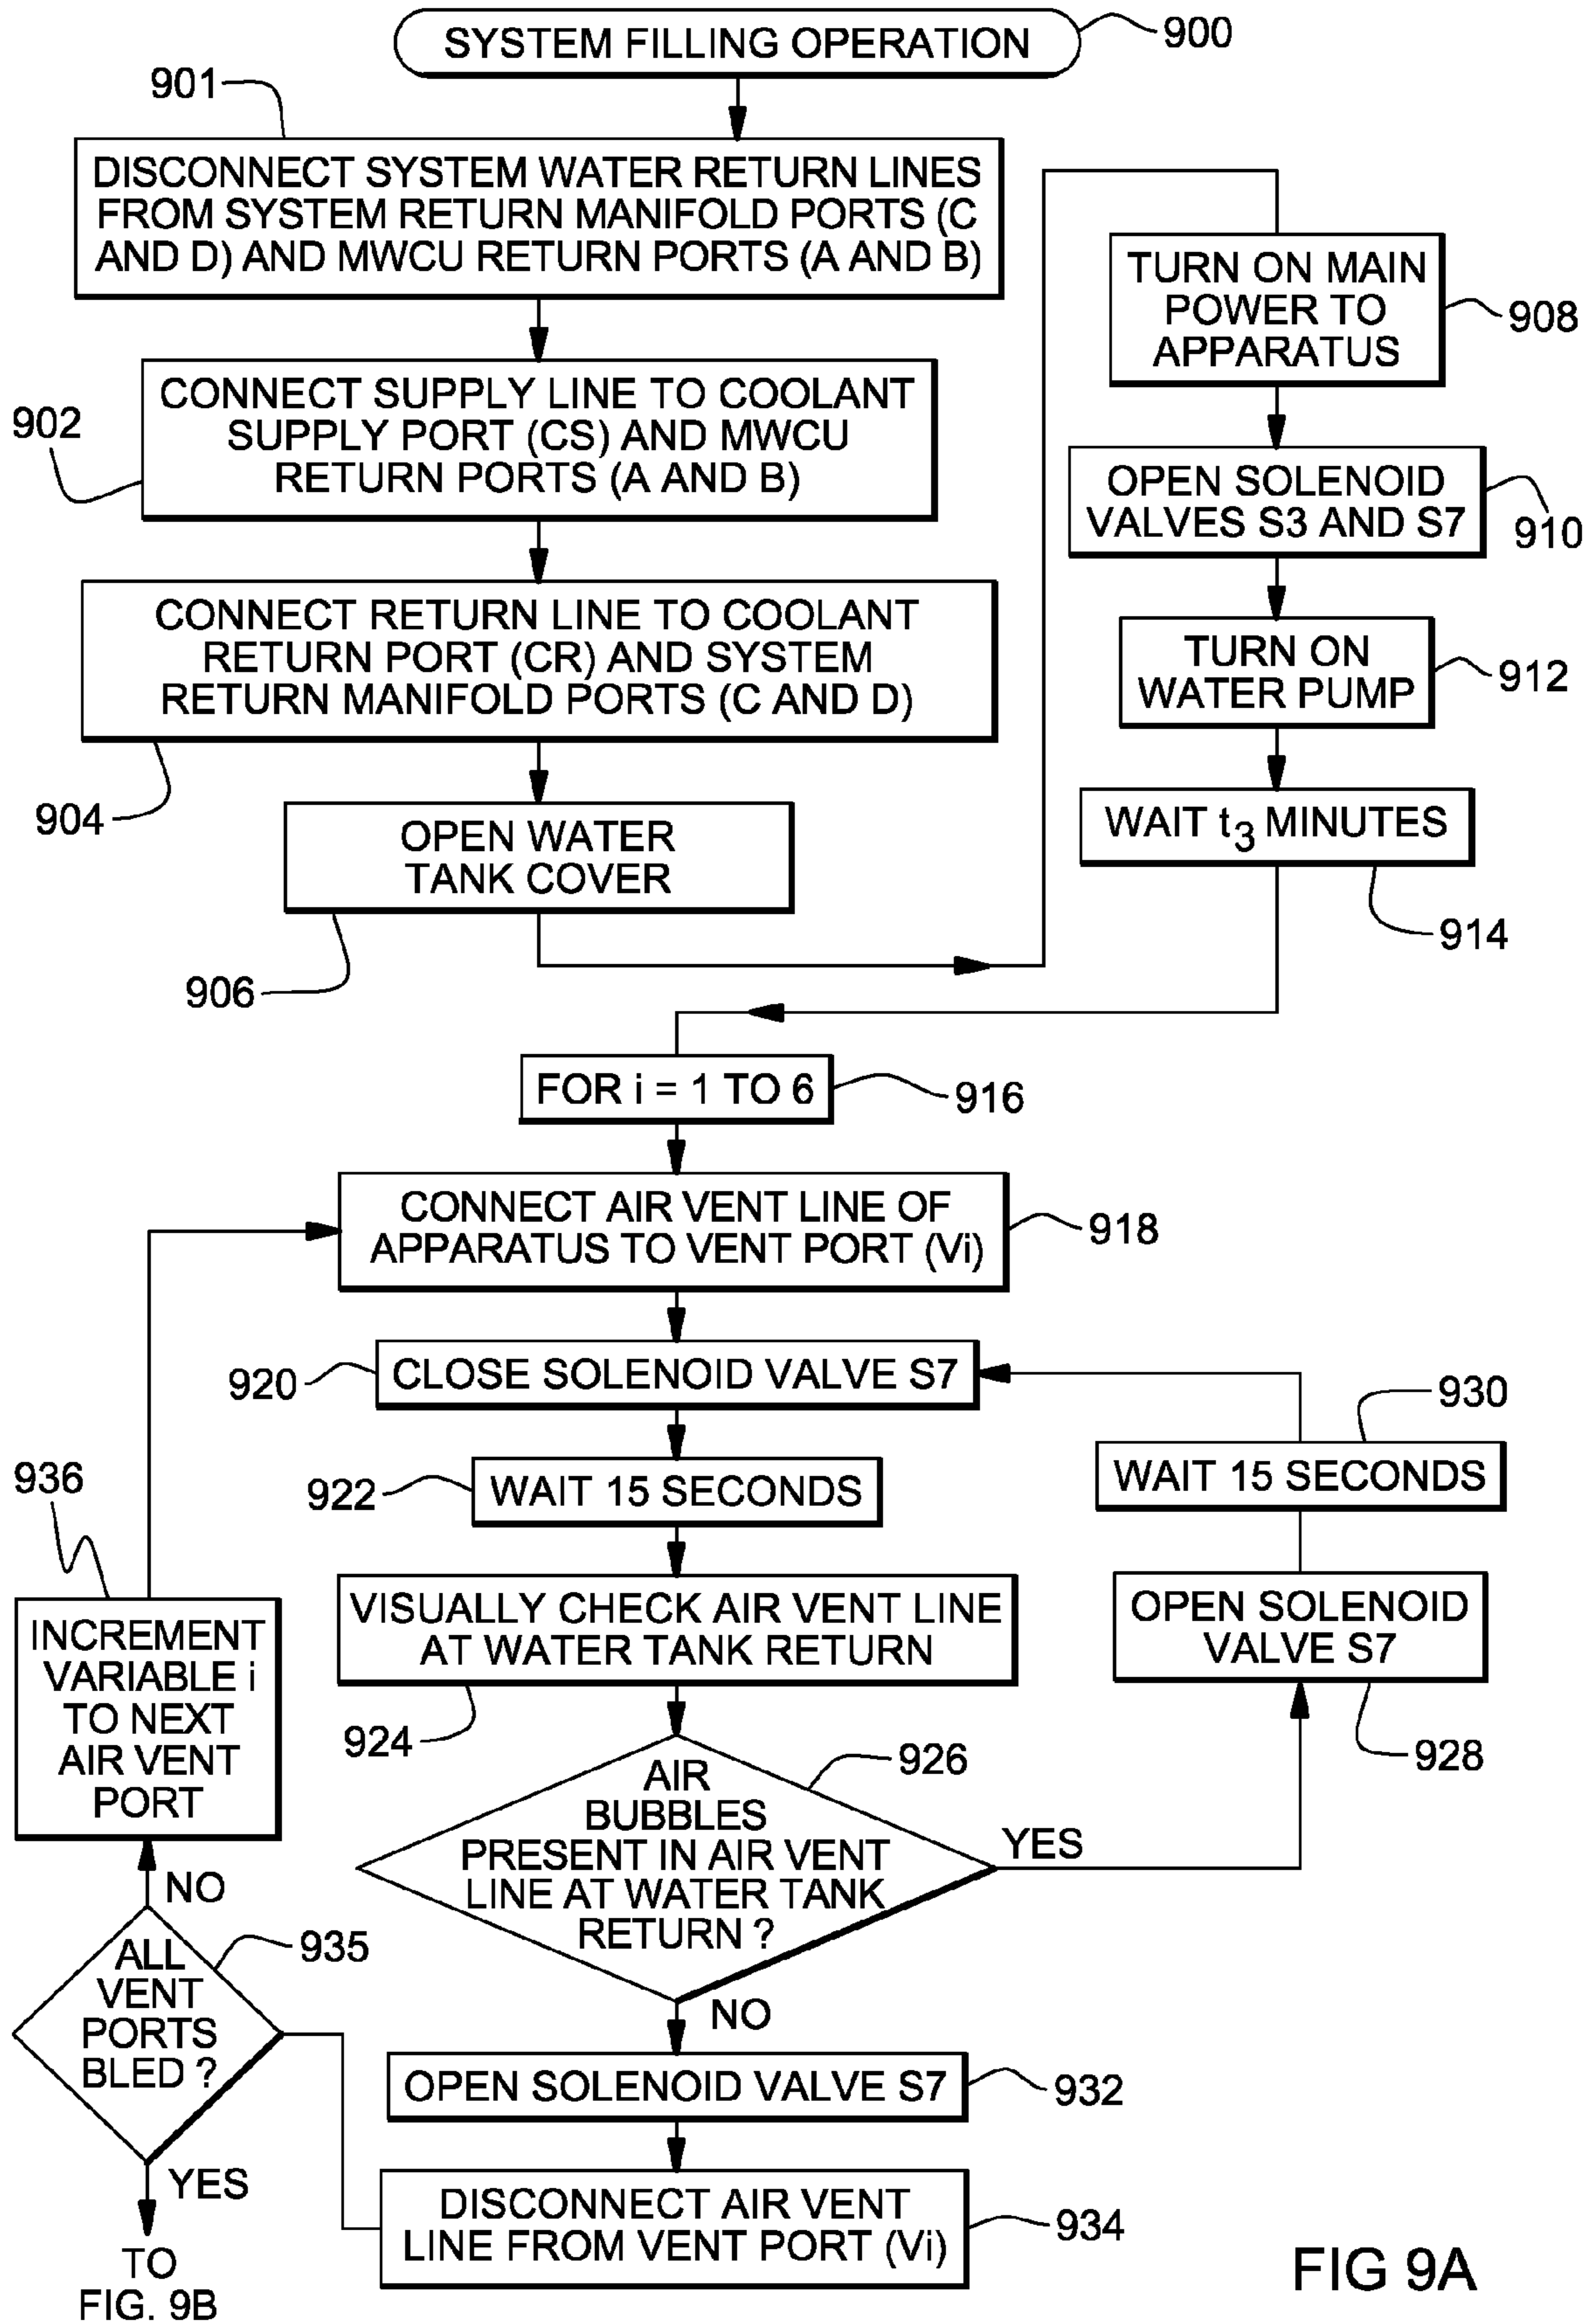 SYSTEM FILLING OPERATION
900
901
DISCONNECT SYSTEM WATER RETURN LINES
FROM SYSTEM RETURN MANIFOLD PORTS (C
AND D) AND MWCU RETURN PORTS (A AND B)
902
CONNECT SUPPLY LINE TO COOLANT
SUPPLY PORT (CS) AND MWCU
RETURN PORTS (A AND B)
CONNECT RETURN LINE TO COOLANT
RETURN PORT (CR) AND SYSTEM
RETURN MANIFOLD PORTS (C AND D)
904
OPEN WATER
TANK COVER
906
TURN ON MAIN
POWER TO
APPARATUS
908
OPEN SOLENOID
VALVES S3 AND S7
910
TURN ON
WATER PUMP
912
WAIT t3 MINUTES
914
FOR i = 1 TO 6
916
CONNECT AIR VENT LINE OF
APPARATUS TO VENT PORT (Vi)
918
CLOSE SOLENOID VALVE S7
920
WAIT 15 SECONDS
922
VISUALLY CHECK AIR VENT LINE
AT WATER TANK RETURN
924
AIR
BUBBLES
PRESENT IN AIR VENT
LINE AT WATER TANK
RETURN ?
926
YES
OPEN SOLENOID
VALVE S7
928
WAIT 15 SECONDS
930
NO
OPEN SOLENOID VALVE S7
932
DISCONNECT AIR VENT
LINE FROM VENT PORT (Vi)
934
ALL
VENT
PORTS
BLED ?
935
NO
INCREMENT
VARIABLE i
TO NEXT
AIR VENT
PORT
936
YES
TO
FIG. 9B
FIG 9A